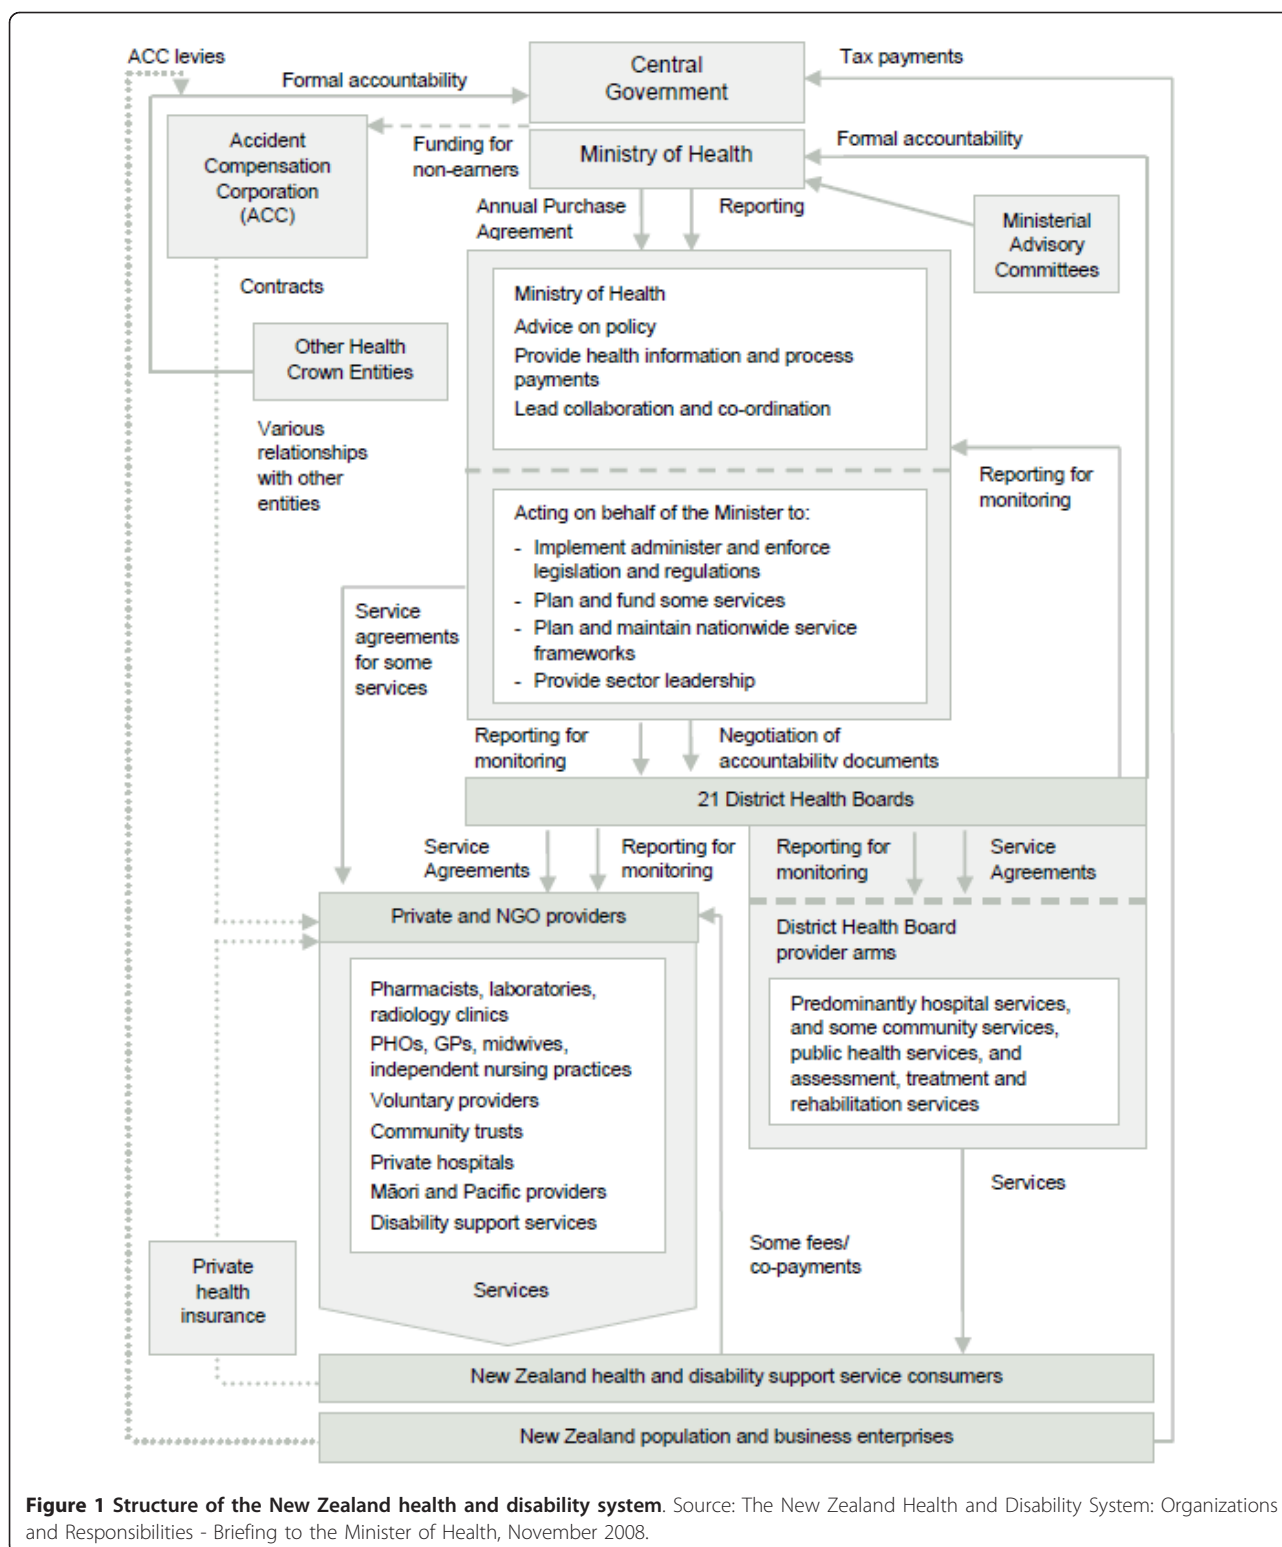 ACC levies
Central
Government
Tax payments
Formal accountability
Accident
Compensation
Corporation
(ACC)
Funding for
non-earners
Ministry of Health
Formal accountability
Annual Purchase
Agreement
Reporting
Ministerial
Advisory
Committees
Contracts
Other Health
Crown Entities
Various
relationships
with other
entities
Ministry of Health
Advice on policy
Provide health information and process
payments
Lead collaboration and co-ordination
Reporting for
monitoring
Acting on behalf of the Minister to:
- Implement administer and enforce
legislation and regulations
- Plan and fund some services
- Plan and maintain nationwide service
frameworks
- Provide sector leadership
Service
agreements
for some
services
Reporting for
monitoring
Negotiation of
accountability documents
21 District Health Boards
Service
Agreements
Reporting for
monitoring
Reporting for
monitoring
Service
Agreements
Private and NGO providers
District Health Board
provider arms
Pharmacists, laboratories,
radiology clinics
PHOs, GPs, midwives,
independent nursing practices
Voluntary providers
Community trusts
Private hospitals
Māori and Pacific providers
Disability support services
Predominantly hospital services,
and some community services,
public health services, and
assessment, treatment and
rehabilitation services
Services
Some fees/
co-payments
Private
health
insurance
Services
New Zealand health and disability support service consumers
New Zealand population and business enterprises
Figure 1 Structure of the New Zealand health and disability system. Source: The New Zealand Health and Disability System: Organizations
and Responsibilities - Briefing to the Minister of Health, November 2008.